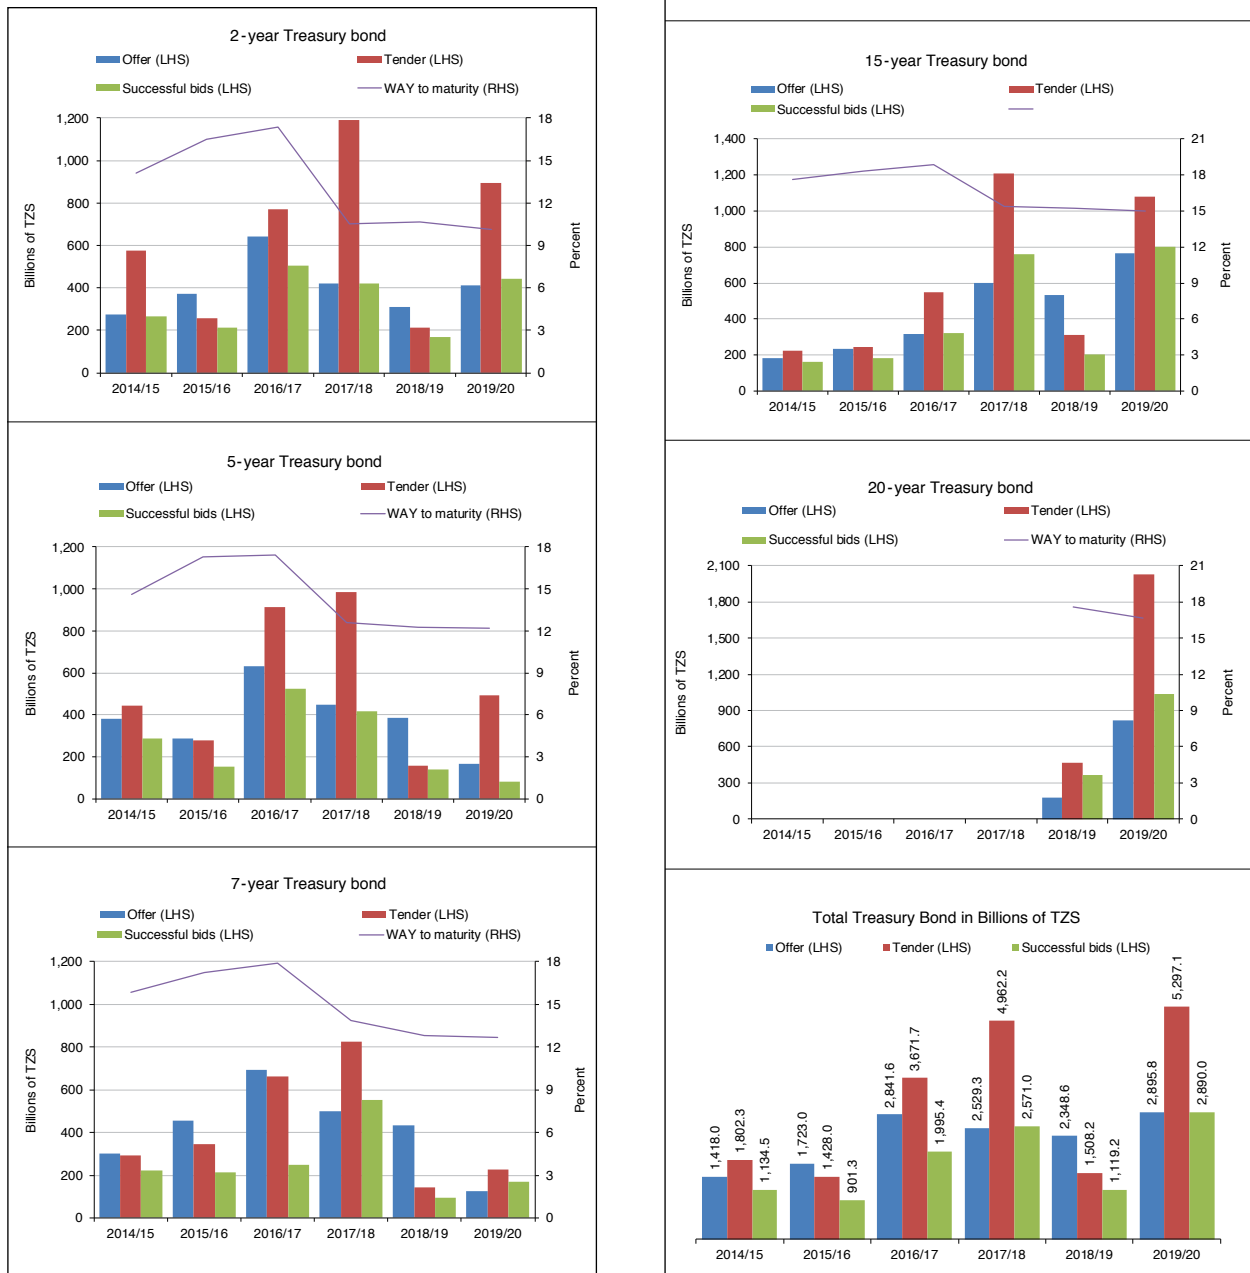 2-year Treasury bond
Offer (LHS)
Tender (LHS)
Successful bids (LHS)
WAY to maturity (RHS)
Billions of TZS
1,200
1,000
800
600
400
200
0
18
15
12
9
6
3
0
Percent
2014/15 2015/16 2016/17 2017/18 2018/19 2019/20
5-year Treasury bond
Offer (LHS)
Tender (LHS)
Successful bids (LHS)
WAY to maturity (RHS)
Billions of TZS
1,200
1,000
800
600
400
200
0
18
15
12
9
6
3
0
Percent
2014/15 2015/16 2016/17 2017/18 2018/19 2019/20
7-year Treasury bond
Offer (LHS)
Tender (LHS)
Successful bids (LHS)
WAY to maturity (RHS)
Billions of TZS
1,200
1,000
800
600
400
200
0
18
15
12
9
6
3
0
Percent
2014/15 2015/16 2016/17 2017/18 2018/19 2019/20
15-year Treasury bond
Offer (LHS)
Tender (LHS)
Successful bids (LHS)
Billions of TZS
1,400
1,200
1,000
800
600
400
200
0
21
18
15
12
9
6
3
0
Percent
2014/15 2015/16 2016/17 2017/18 2018/19 2019/20
20-year Treasury bond
Offer (LHS)
Tender (LHS)
Successful bids (LHS)
WAY to maturity (RHS)
Billions of TZS
2,100
1,800
1,500
1,200
900
600
300
0
21
18
15
12
9
6
3
0
Percent
2014/15 2015/16 2016/17 2017/18 2018/19 2019/20
Total Treasury Bond in Billions of TZS
Offer (LHS) Tender (LHS) Successful bids (LHS)
1,418.0
1,802.3
1,134.5
1,723.0
1,428.0
901.3
2,841.6
3,671.7
1,995.4
2,529.3
4,962.2
2,571.0
2,348.6
1,508.2
1,119.2
2,895.8
5,297.1
2,890.0
2014/15 2015/16 2016/17 2017/18 2018/19 2019/20